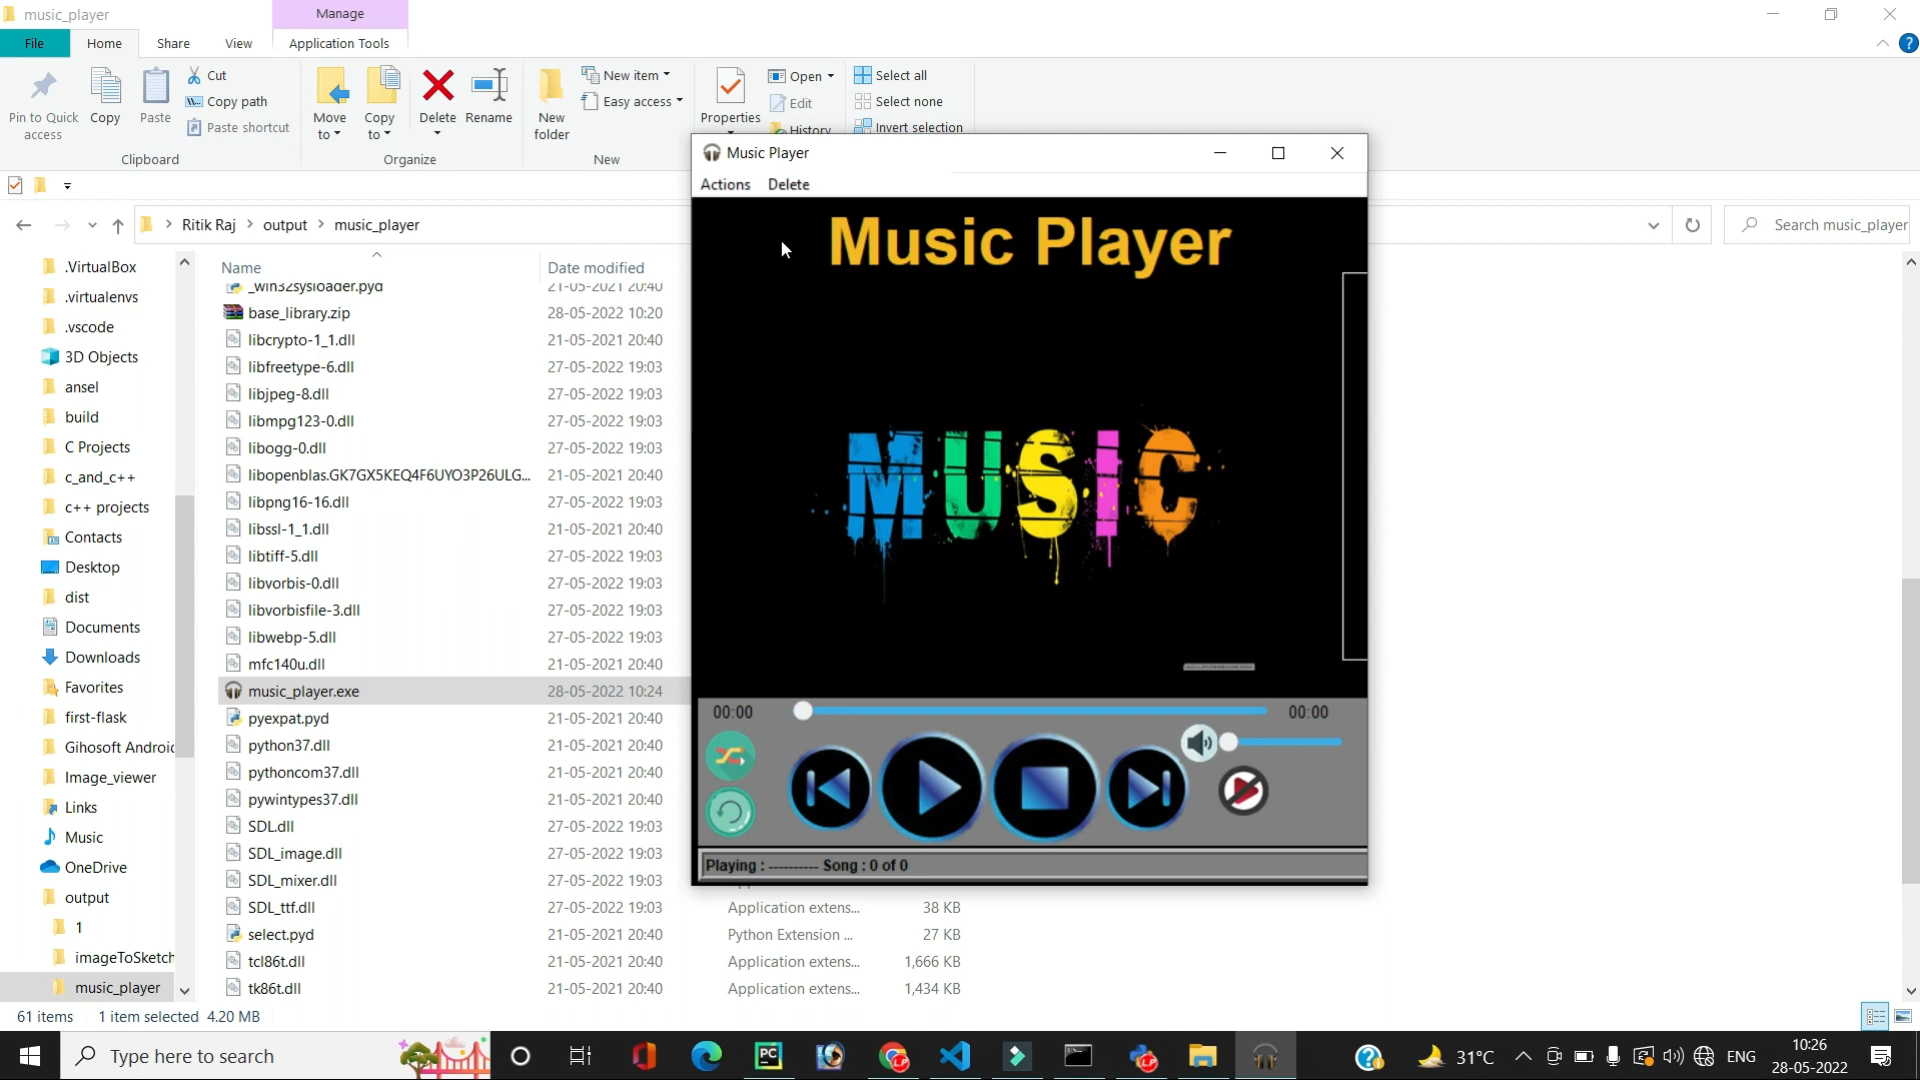 music_player
Manage
File
Home
Share
View
Application Tools
Pin to Quick access
Copy
Paste
Cut
Copy path
Paste shortcut
Clipboard
Move to
Copy to
Delete
Rename
Organize
New folder
New item
Easy access
New
Properties
Open
Edit
History
Select all
Select none
Invert selection
Ritik Raj
output
music_player
Search music_player
.VirtualBox
.virtualenvs
.vscode
3D Objects
ansel
build
C Projects
c_and_c++
c++ projects
Contacts
Desktop
dist
Documents
Downloads
Favorites
first-flask
Gihosoft Androic
Image_viewer
Links
Music
OneDrive
output
1
imageToSketch
music_player
Name Date modified
_win32sysloader.pyd 21-05-2021 20:40
base_library.zip 28-05-2022 10:20
libcrypto-1_1.dll 21-05-2021 20:40
libfreetype-6.dll 27-05-2022 19:03
libjpeg-8.dll 27-05-2022 19:03
libmpg123-0.dll 27-05-2022 19:03
libogg-0.dll 27-05-2022 19:03
libopenblas.GK7GX5KEQ4F6UYO3P26ULG... 21-05-2021 20:40
libpng16-16.dll 27-05-2022 19:03
libssl-1_1.dll 21-05-2021 20:40
libtiff-5.dll 27-05-2022 19:03
libvorbis-0.dll 27-05-2022 19:03
libvorbisfile-3.dll 27-05-2022 19:03
libwebp-5.dll 27-05-2022 19:03
mfc140u.dll 21-05-2021 20:40
music_player.exe 28-05-2022 10:24
pyexpat.pyd 21-05-2021 20:40
python37.dll 21-05-2021 20:40
pythoncom37.dll 21-05-2021 20:40
pywintypes37.dll 21-05-2021 20:40
SDL.dll 27-05-2022 19:03
SDL_image.dll 27-05-2022 19:03
SDL_mixer.dll 27-05-2022 19:03
SDL_ttf.dll 27-05-2022 19:03 Application extens... 38 KB
select.pyd 21-05-2021 20:40 Python Extension ... 27 KB
tcl86t.dll 21-05-2021 20:40 Application extens... 1,666 KB
tk86t.dll 21-05-2021 20:40 Application extens... 1,434 KB
Music Player
Actions Delete
Music Player
MUSIC
00:00 00:00
Playing : ---------- Song : 0 of 0
61 items 1 item selected 4.20 MB
Type here to search
31°C
ENG
10:26
28-05-2022